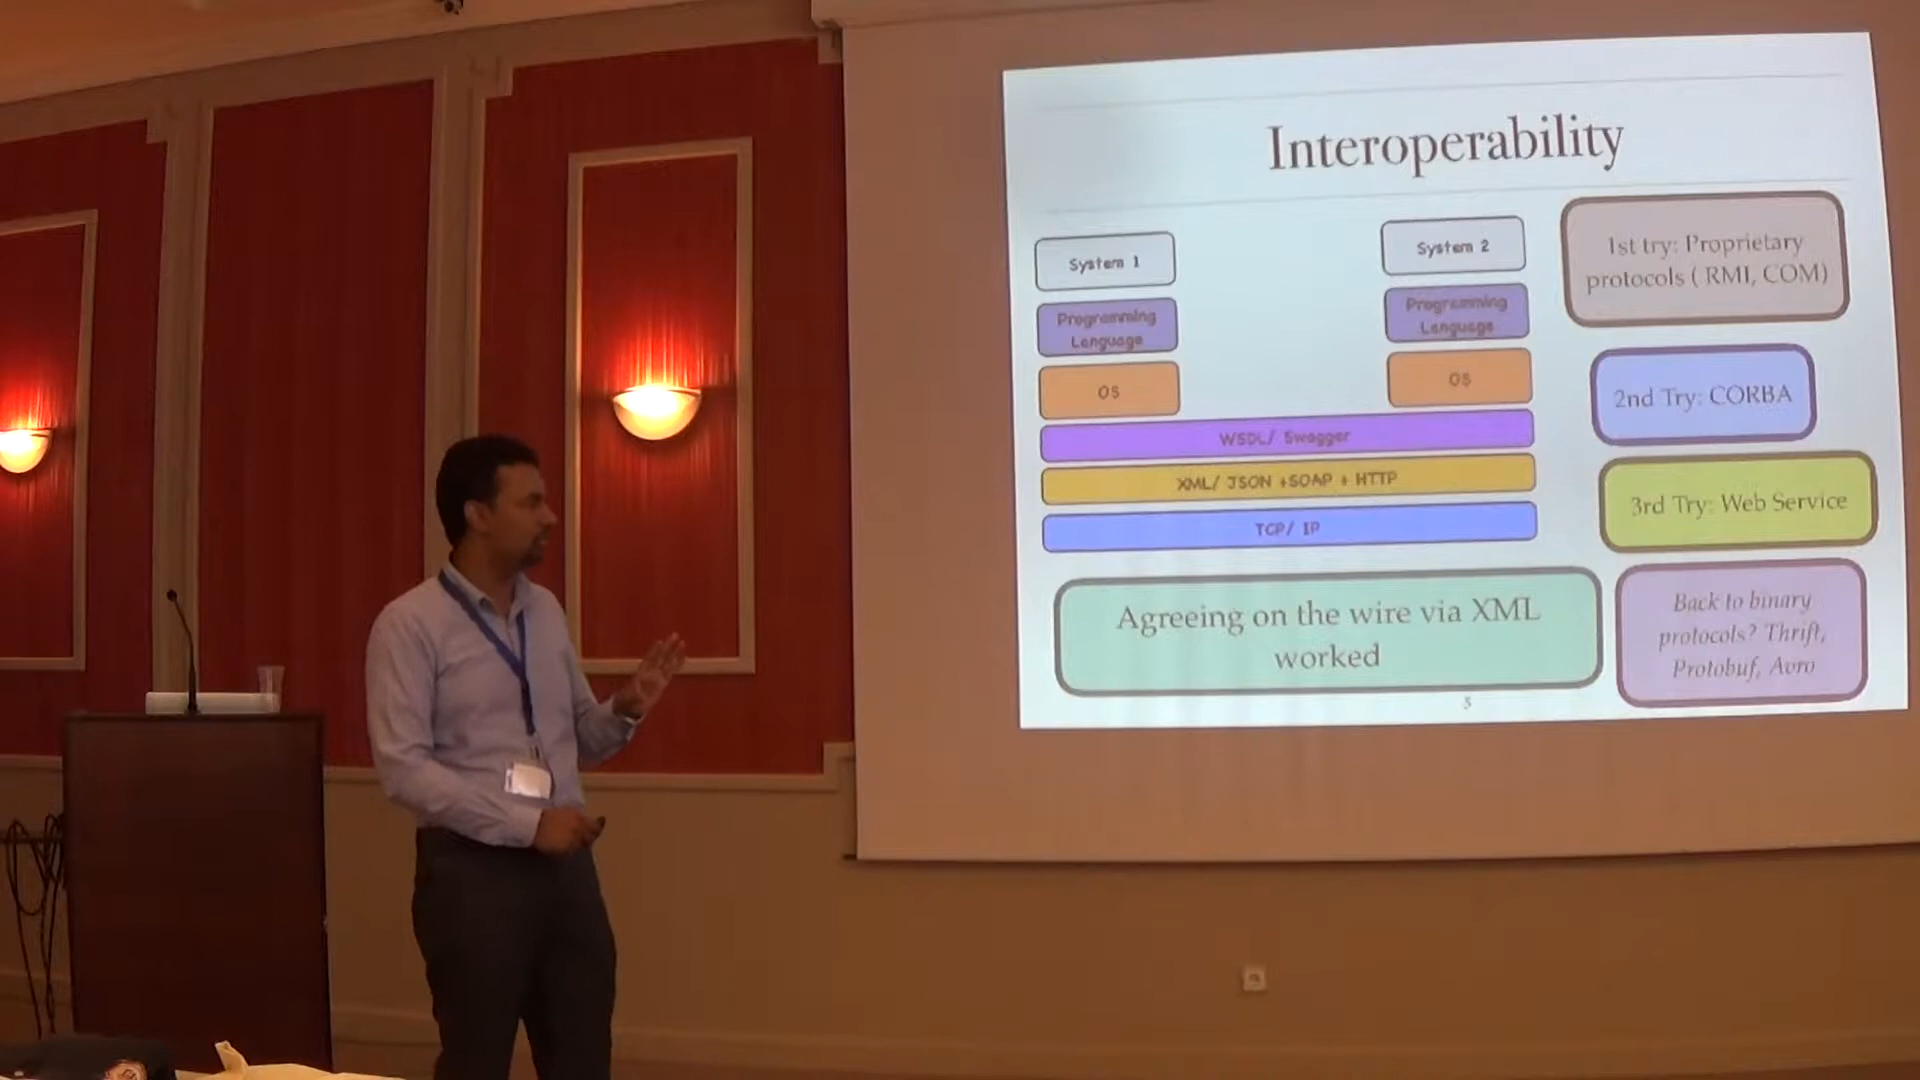 Interoperability
System 1
System 2
Programming
Language
Programming
Language
OS
OS
WSDL/ Swagger
XML/ JSON +SOAP + HTTP
TCP/ IP
Agreeing on the wire via XML
worked
1st try: Proprietary
protocols ( RMI, COM)
2nd Try: CORBA
3rd Try: Web Service
Back to binary
protocols? Thrift,
Protobuf, Avro
5